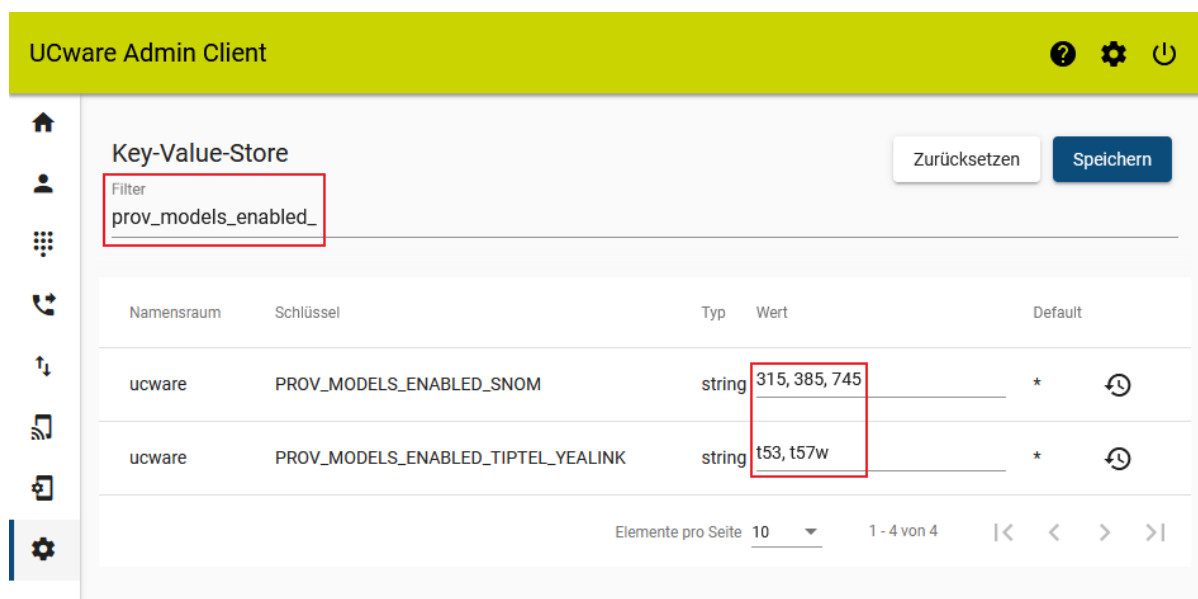 UCware Admin Client
Key-Value-Store
Zurücksetzen
Speichern
Filter
prov_models_enabled_
Namensraum Schlüssel Typ Wert Default
ucware PROV_MODELS_ENABLED_SNOM string 315, 385, 745 *
ucware PROV_MODELS_ENABLED_TIPTEL_YEALINK string t53, t57w *
Elemente pro Seite 10 1 - 4 von 4